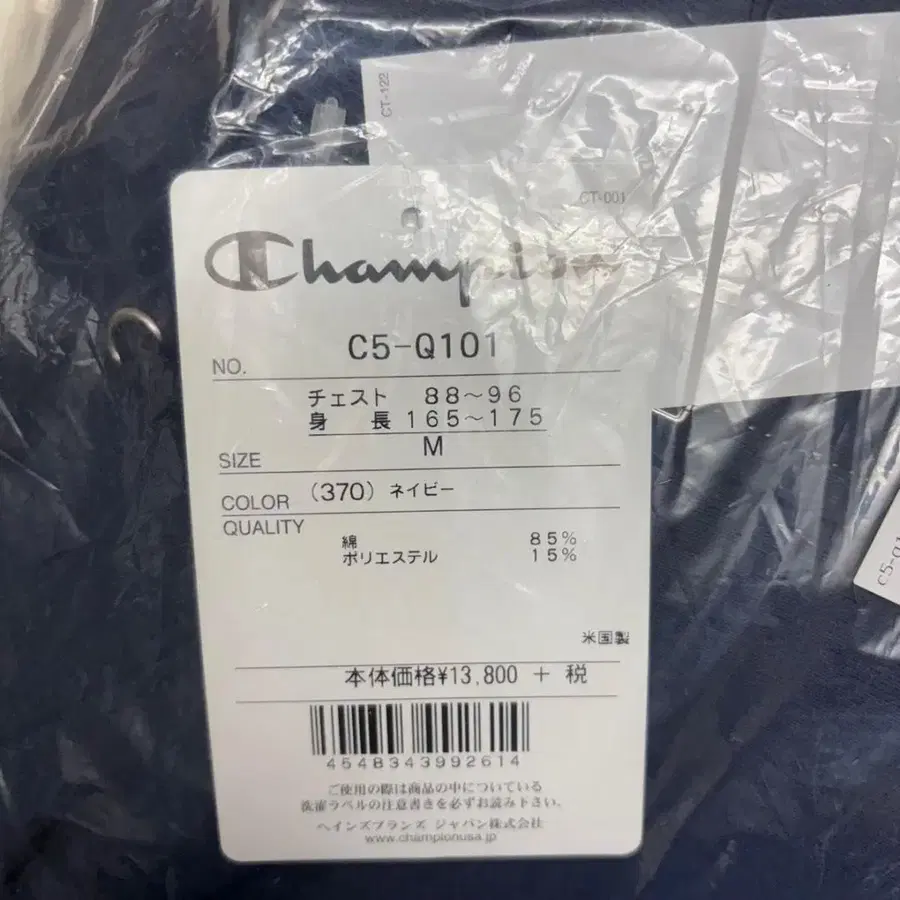 CT-122
CT-001
Champion
NO. C5-Q101
チェスト 88～96
身 長 165～175
SIZE M
COLOR (370) ネイビー
QUALITY
綿 85%
ポリエステル 15%
米国製
本体価格¥13,800 + 税
4548343992614
ご使用の際は商品の中についている
洗濯ラベルの注意書きを必ずお読み下さい。
ヘインズブランズ ジャパン株式会社
www.championusa.jp